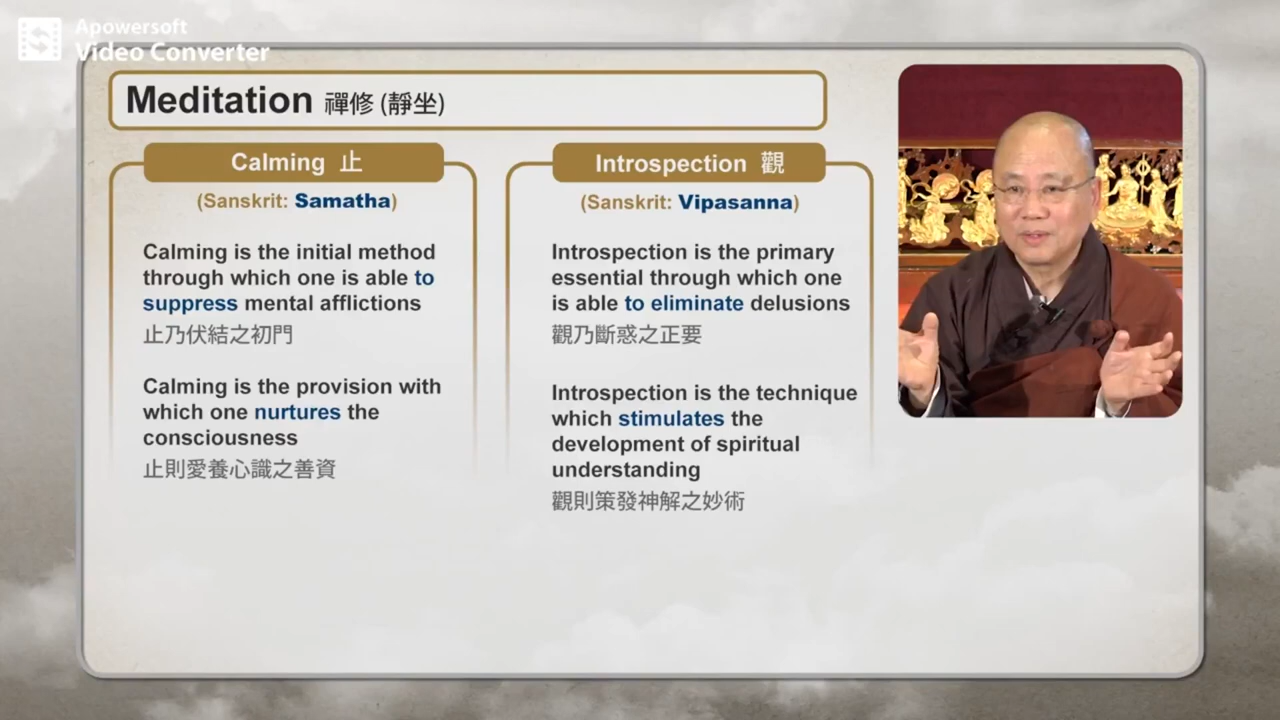 Apowersoft
Video Converter
Meditation 禪修 (靜坐)
Calming 止
(Sanskrit: Samatha)
Calming is the initial method
through which one is able to
suppress mental afflictions
止乃伏結之初門
Calming is the provision with
which one nurtures the
consciousness
止則愛養心識之善資
Introspection 觀
(Sanskrit: Vipasanna)
Introspection is the primary
essential through which one
is able to eliminate delusions
觀乃斷惑之正要
Introspection is the technique
which stimulates the
development of spiritual
understanding
觀則策發神解之妙術